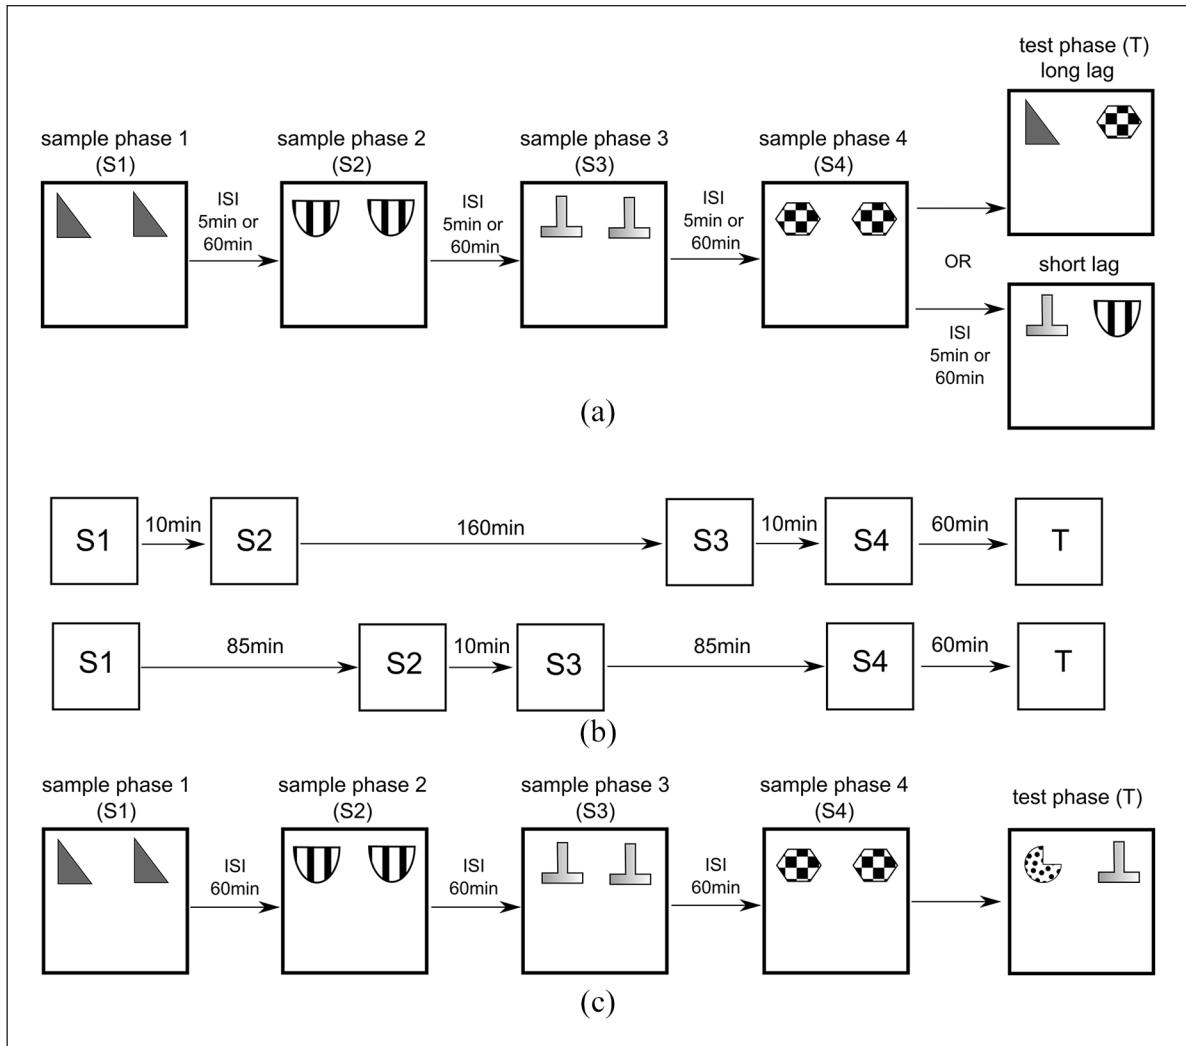 test phase (T)
long lag
sample phase 1
(S1)
sample phase 2
(S2)
sample phase 3
(S3)
sample phase 4
(S4)
ISI
5min or
60min
ISI
5min or
60min
ISI
5min or
60min
OR
short lag
ISI
5min or
60min
(a)
S1
10min
S2
160min
S3
10min
S4
60min
T
S1
85min
S2
10min
S3
85min
S4
60min
T
(b)
sample phase 1
(S1)
sample phase 2
(S2)
sample phase 3
(S3)
sample phase 4
(S4)
test phase (T)
ISI
60min
ISI
60min
ISI
60min
(c)